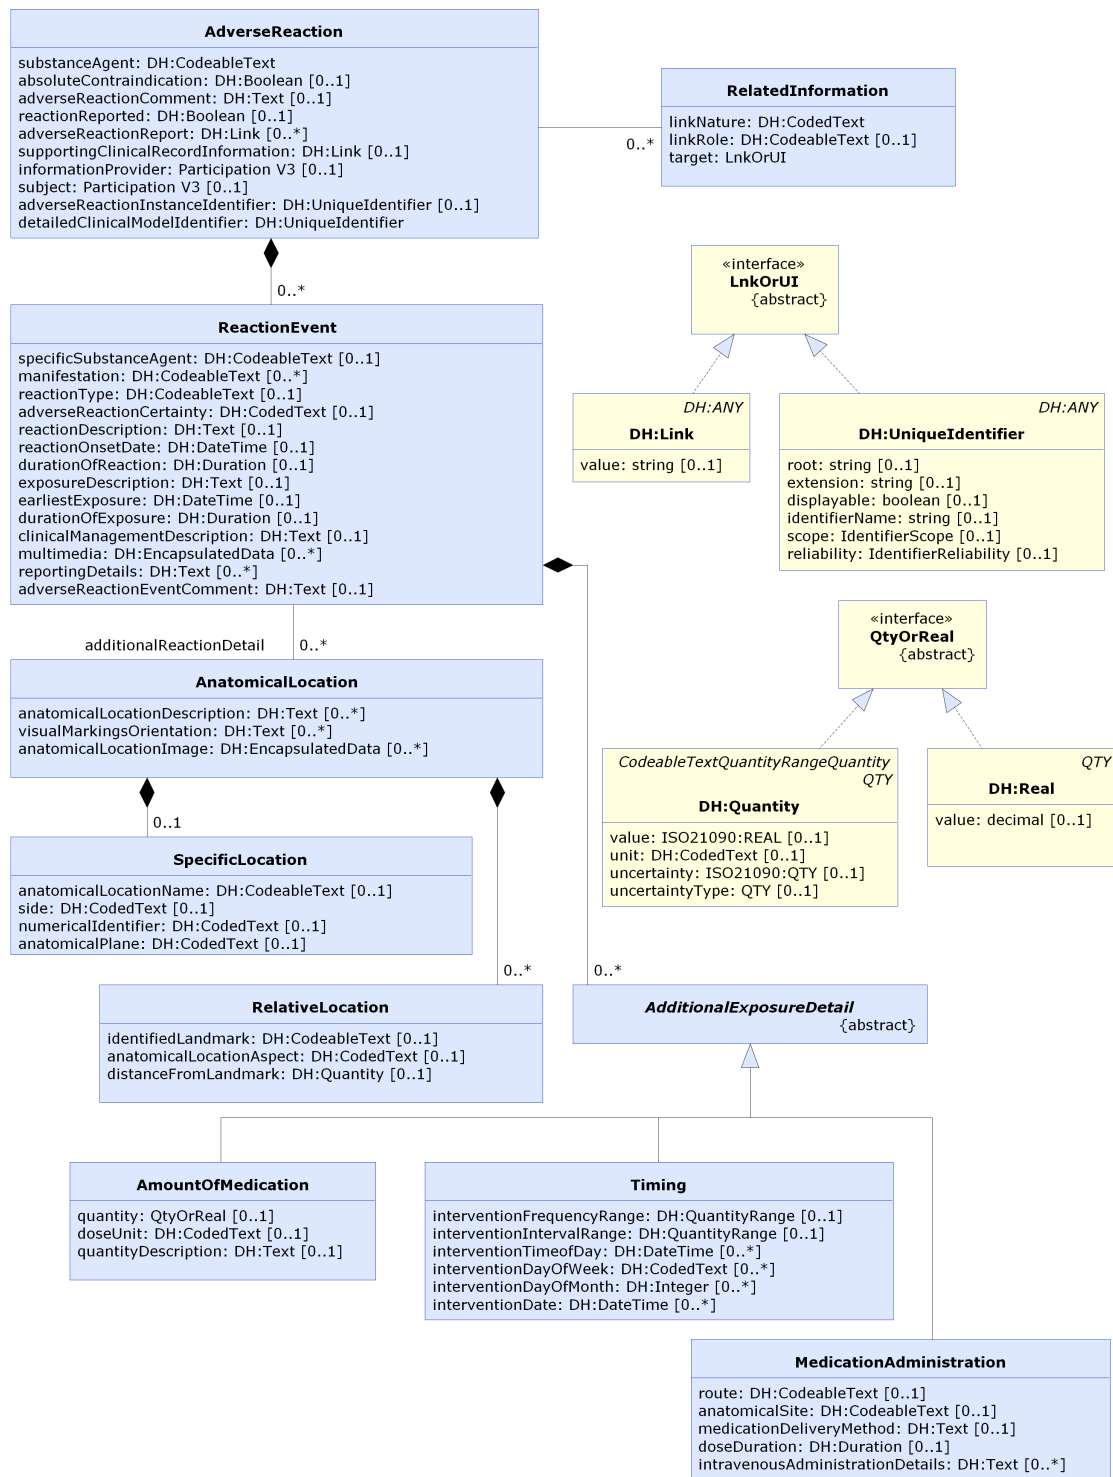 AdverseReaction
substanceAgent: DH:CodeableText
absoluteContraindication: DH:Boolean [0..1]
adverseReactionComment: DH:Text [0..1]
reactionReported: DH:Boolean [0..1]
adverseReactionReport: DH:Link [0..*]
supportingClinicalRecordInformation: DH:Link [0..1]
informationProvider: Participation V3 [0..1]
subject: Participation V3 [0..1]
adverseReactionInstanceIdentifier: DH:UniqueIdentifier [0..1]
detailedClinicalModelIdentifier: DH:UniqueIdentifier
0..*
RelatedInformation
linkNature: DH:CodedText
linkRole: DH:CodeableText [0..1]
target: LnkOrUI
0..*
ReactionEvent
specificSubstanceAgent: DH:CodeableText [0..1]
manifestation: DH:CodeableText [0..*]
reactionType: DH:CodeableText [0..1]
adverseReactionCertainty: DH:CodedText [0..1]
reactionDescription: DH:Text [0..1]
reactionOnsetDate: DH:DateTime [0..1]
durationOfReaction: DH:Duration [0..1]
exposureDescription: DH:Text [0..1]
earliestExposure: DH:DateTime [0..1]
durationOfExposure: DH:Duration [0..1]
clinicalManagementDescription: DH:Text [0..1]
multimedia: DH:EncapsulatedData [0..*]
reportingDetails: DH:Text [0..*]
adverseReactionEventComment: DH:Text [0..1]
«interface»
LnkOrUI
{abstract}
DH:ANY
DH:Link
value: string [0..1]
DH:ANY
DH:UniqueIdentifier
root: string [0..1]
extension: string [0..1]
displayable: boolean [0..1]
identifierName: string [0..1]
scope: IdentifierScope [0..1]
reliability: IdentifierReliability [0..1]
additionalReactionDetail
0..*
AnatomicalLocation
anatomicalLocationDescription: DH:Text [0..*]
visualMarkingsOrientation: DH:Text [0..*]
anatomicalLocationImage: DH:EncapsulatedData [0..*]
«interface»
QtyOrReal
{abstract}
CodeableTextQuantityRangeQuantity
QTY
DH:Quantity
value: ISO21090:REAL [0..1]
unit: DH:CodedText [0..1]
uncertainty: ISO21090:QTY [0..1]
uncertaintyType: QTY [0..1]
QTY
DH:Real
value: decimal [0..1]
0..1
SpecificLocation
anatomicalLocationName: DH:CodeableText [0..1]
side: DH:CodedText [0..1]
numericalIdentifier: DH:CodedText [0..1]
anatomicalPlane: DH:CodedText [0..1]
0..*
RelativeLocation
identifiedLandmark: DH:CodeableText [0..1]
anatomicalLocationAspect: DH:CodedText [0..1]
distanceFromLandmark: DH:Quantity [0..1]
0..*
AdditionalExposureDetail
{abstract}
AmountOfMedication
quantity: QtyOrReal [0..1]
doseUnit: DH:CodedText [0..1]
quantityDescription: DH:Text [0..1]
Timing
interventionFrequencyRange: DH:QuantityRange [0..1]
interventionIntervalRange: DH:QuantityRange [0..1]
interventionTimeofDay: DH:DateTime [0..*]
interventionDayOfWeek: DH:CodedText [0..*]
interventionDayOfMonth: DH:Integer [0..*]
interventionDate: DH:DateTime [0..*]
MedicationAdministration
route: DH:CodeableText [0..1]
anatomicalSite: DH:CodeableText [0..1]
medicationDeliveryMethod: DH:Text [0..1]
doseDuration: DH:Duration [0..1]
intravenousAdministrationDetails: DH:Text [0..*]